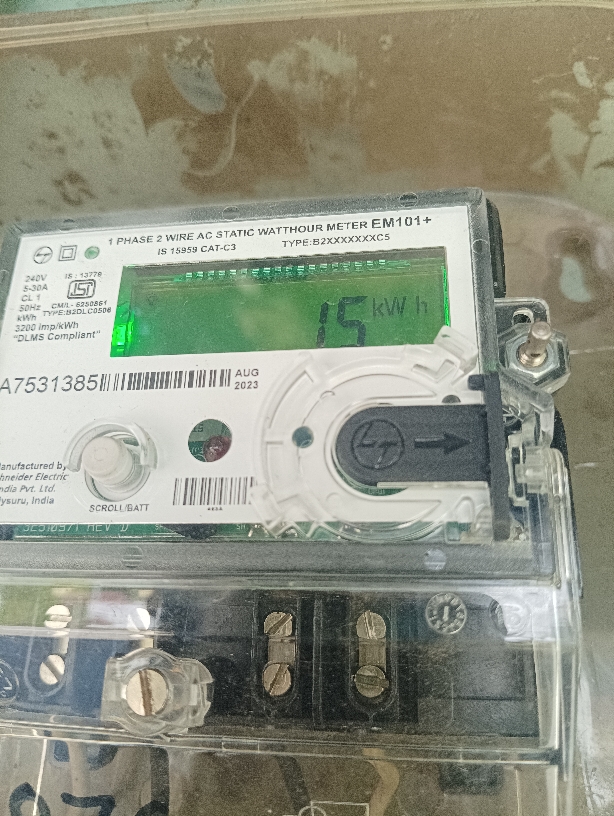 1 PHASE 2 WIRE AC STATIC WATTHOUR METER EM101+
IS 15959 CAT-C3 TYPE:B2XXXXXXXC5
240V
5-30A
CL 1
50Hz
kWh
3200 imp/kWh
"DLMS Compliant"
IS : 13779
ISI
TYPE:B2DLC0506
15 kWh
A7531385
AUG
2023
anufactured by
hneider Electric
ndia Pvt. Ltd.
ysuru, India
SCROLL/BATT
LT